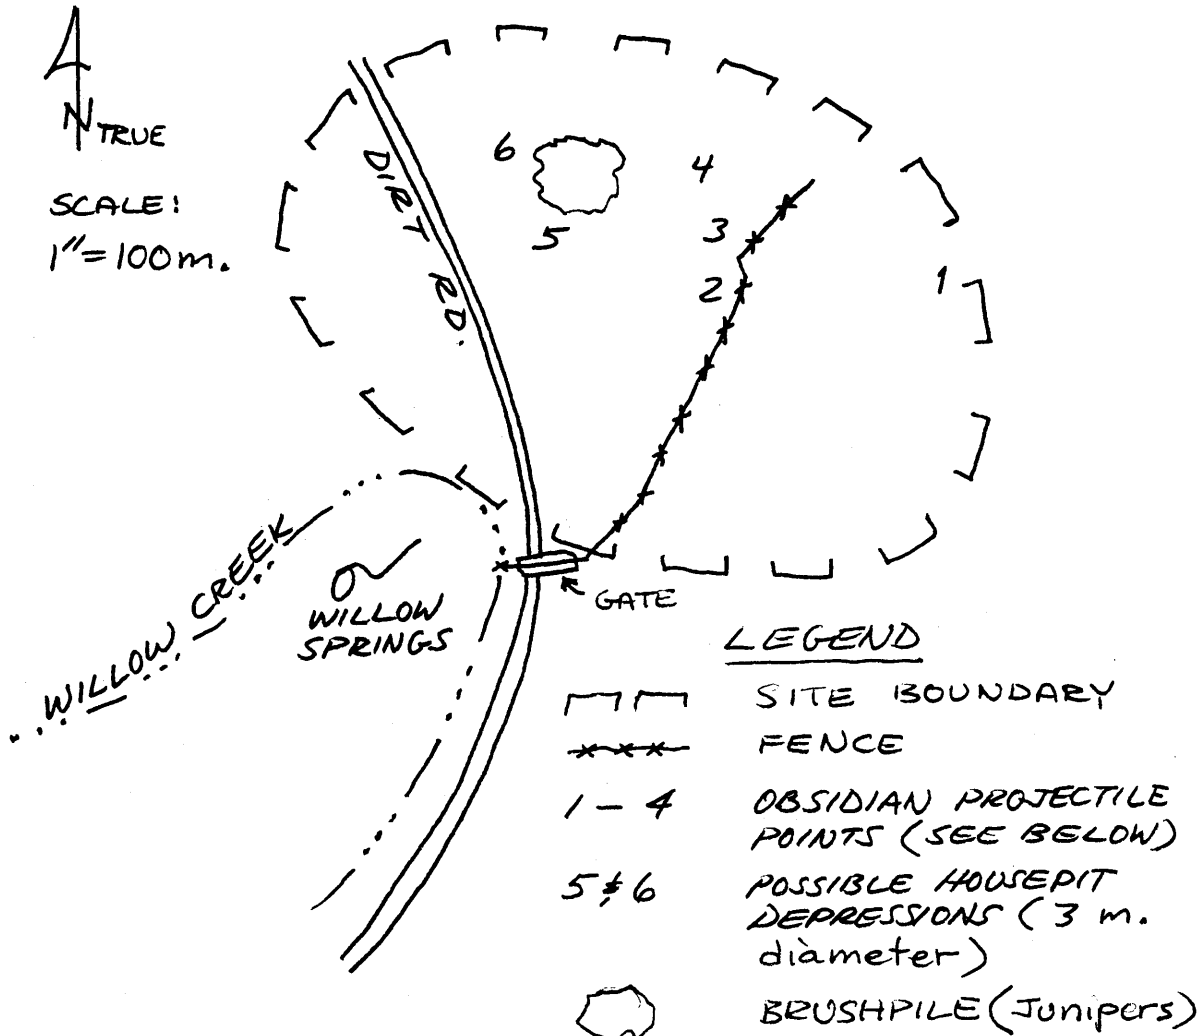 N TRUE
SCALE:
1"=100m.
DIRT RD.
6
5
4
3
2
1
WILLOW CREEK
WILLOW
SPRINGS
GATE
LEGEND
SITE BOUNDARY
FENCE
1-4 OBSIDIAN PROJECTILE
POINTS (SEE BELOW)
5 & 6 POSSIBLE HOUSEPIT
DEPRESSIONS (3 m.
diameter)
BRUSHPILE (Junipers)